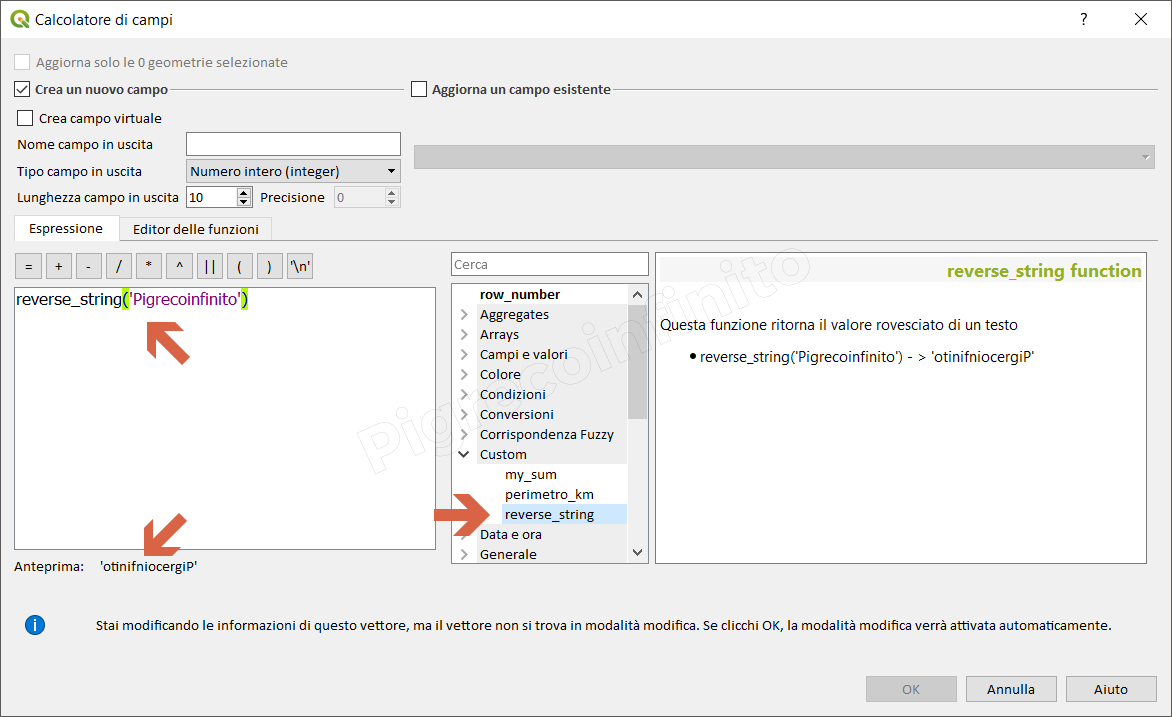 Calcolatore di campi
?
Aggiorna solo le 0 geometrie selezionate
Crea un nuovo campo
Aggiorna un campo esistente
Crea campo virtuale
Nome campo in uscita
Tipo campo in uscita
Numero intero (integer)
Lunghezza campo in uscita
10
Precisione
0
Espressione
Editor delle funzioni
= + - / * ^ || ( ) '\n'
reverse_string('Pigrecoinfinito')
Anteprima: 'otinifniocergiP'
Cerca
row_number
Aggregates
Arrays
Campi e valori
Colore
Condizioni
Conversioni
Corrispondenza Fuzzy
Custom
my_sum
perimetro_km
reverse_string
Data e ora
Generale
reverse_string function
Questa funzione ritorna il valore rovesciato di un testo
• reverse_string('Pigrecoinfinito') - > 'otinifniocergiP'
Pigrecoinfinito
Stai modificando le informazioni di questo vettore, ma il vettore non si trova in modalità modifica. Se clicchi OK, la modalità modifica verrà attivata automaticamente.
OK
Annulla
Aiuto